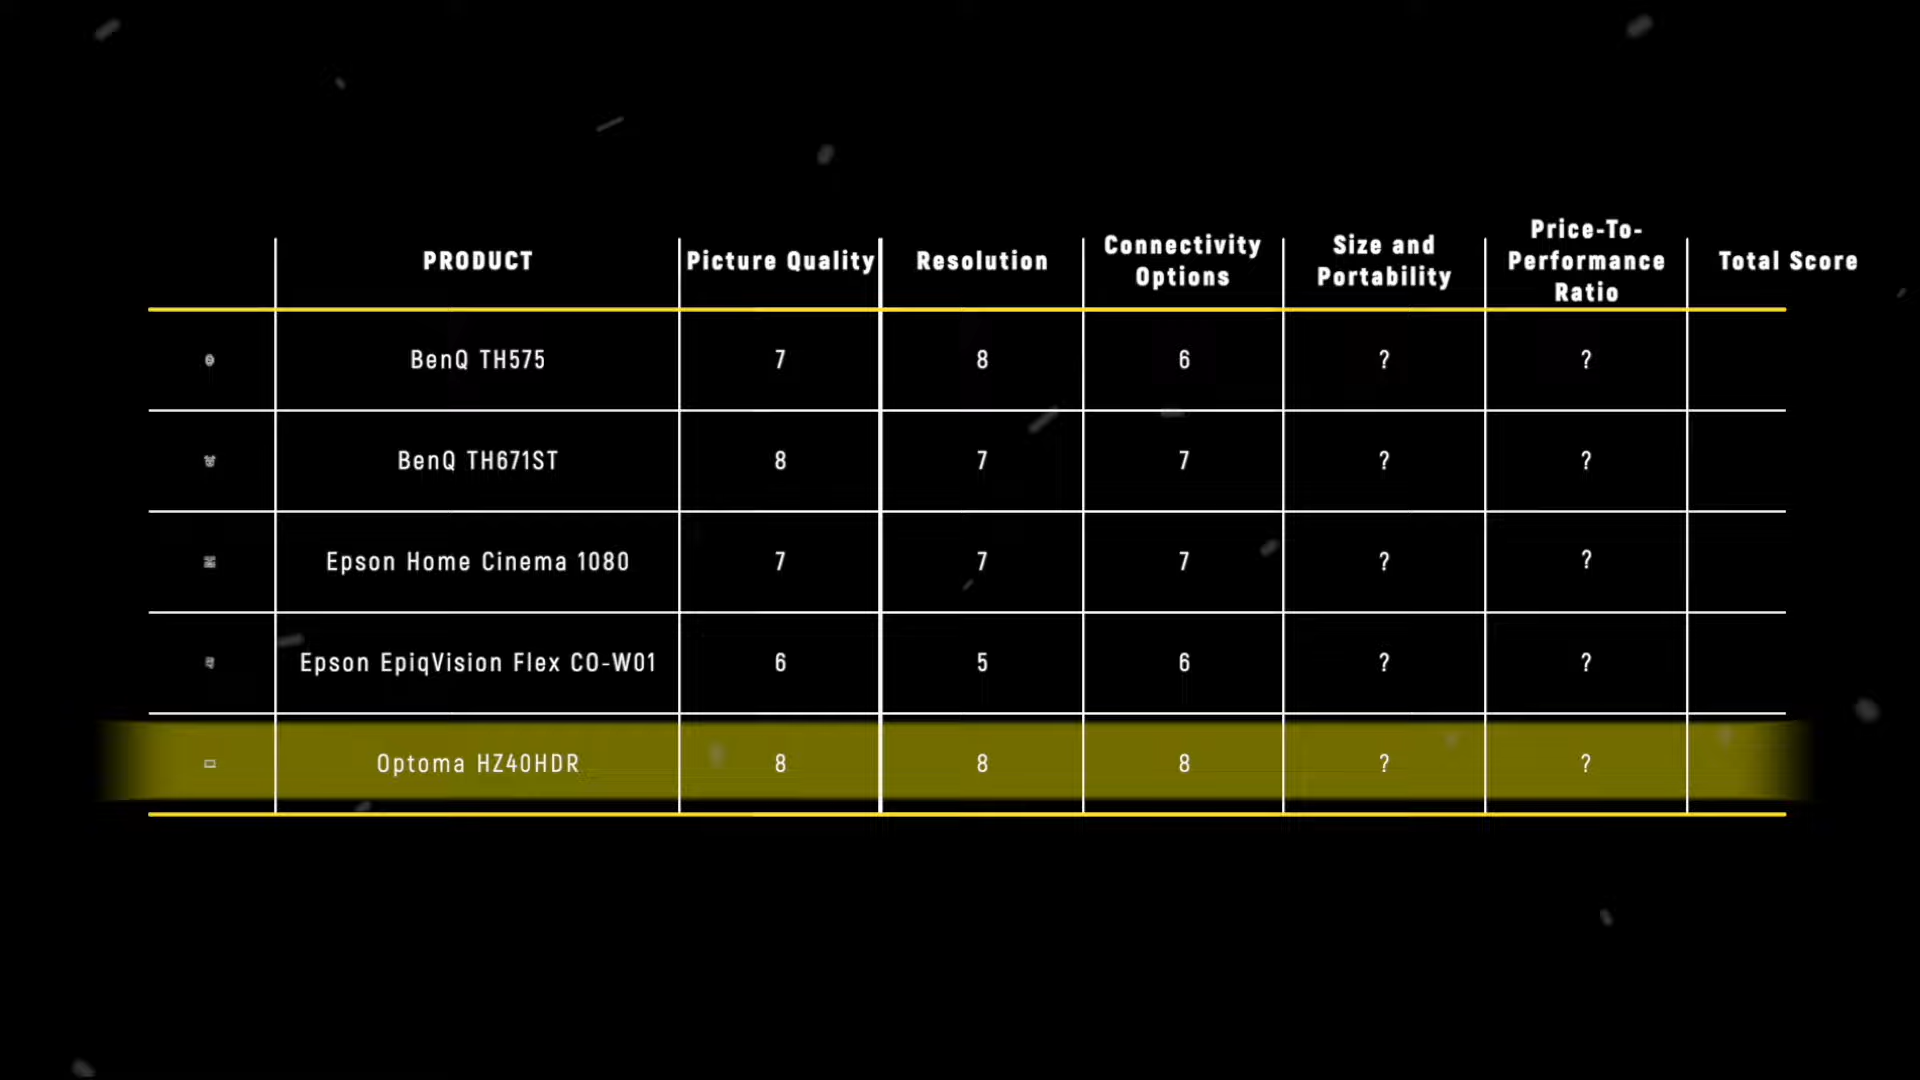 PRODUCT Picture Quality Resolution Connectivity Options Size and Portability Price-To-Performance Ratio Total Score
BenQ TH575 7 8 6 ? ?
BenQ TH671ST 8 7 7 ? ?
Epson Home Cinema 1080 7 7 7 ? ?
Epson EpiqVision Flex CO-W01 6 5 6 ? ?
Optoma HZ40HDR 8 8 8 ? ?